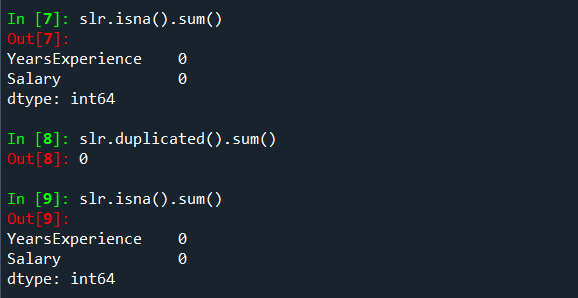 In [7]: slr.isna().sum()
Out[7]:
YearsExperience    0
Salary             0
dtype: int64
In [8]: slr.duplicated().sum()
Out[8]: 0
In [9]: slr.isna().sum()
Out[9]:
YearsExperience    0
Salary             0
dtype: int64